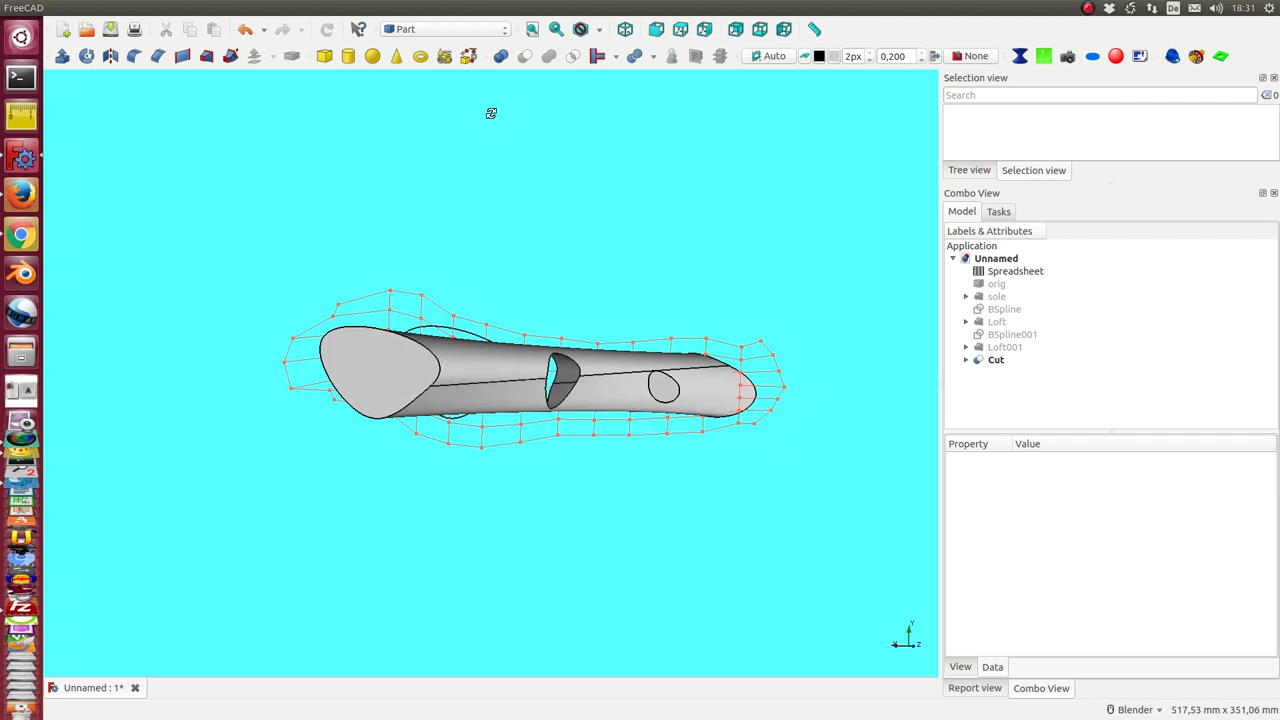 FreeCAD
18:31
Part
Auto
2px
0,200
None
Selection view
Search
0
Tree view
Selection view
Combo View
Model
Tasks
Labels & Attributes
Application
Unnamed
Spreadsheet
orig
sole
BSpline
Loft
BSpline001
Loft001
Cut
Property
Value
Y
Z
View
Data
Unnamed : 1*
Report view
Combo View
Blender
517,53 mm x 351,06 mm